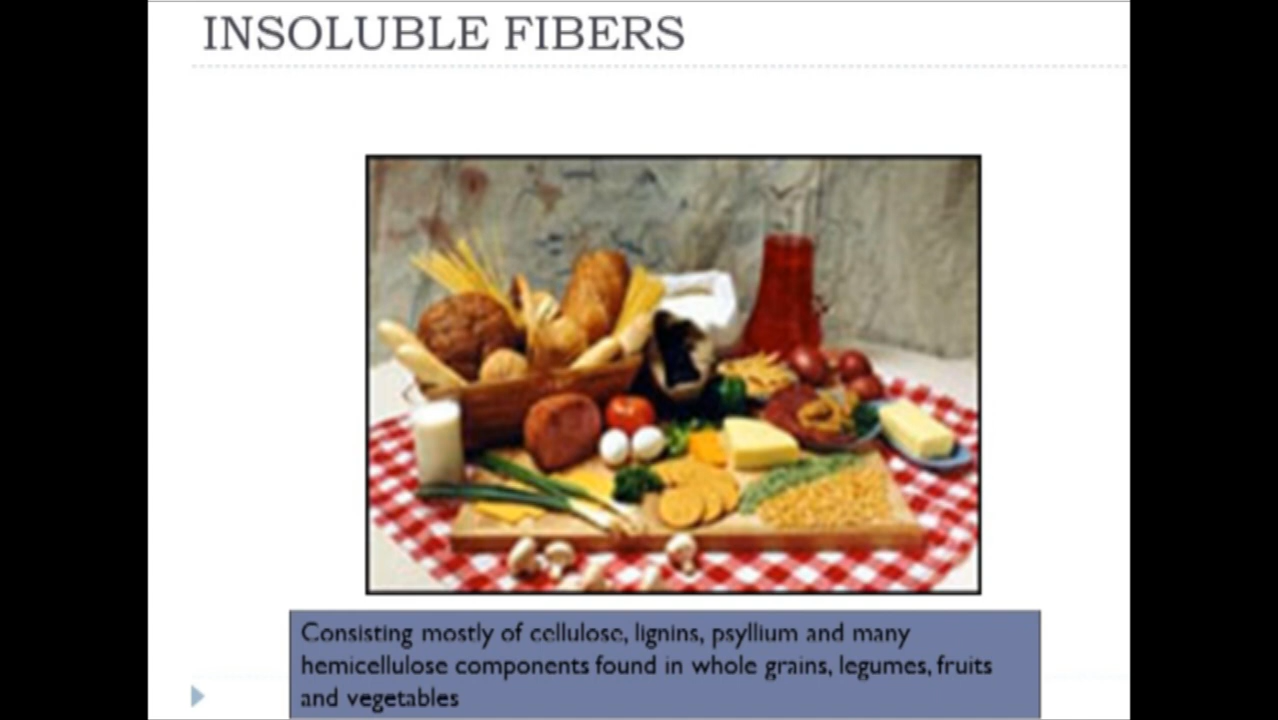 INSOLUBLE FIBERS
Consisting mostly of cellulose, lignins, psyllium and many
hemicellulose components found in whole grains, legumes, fruits
and vegetables